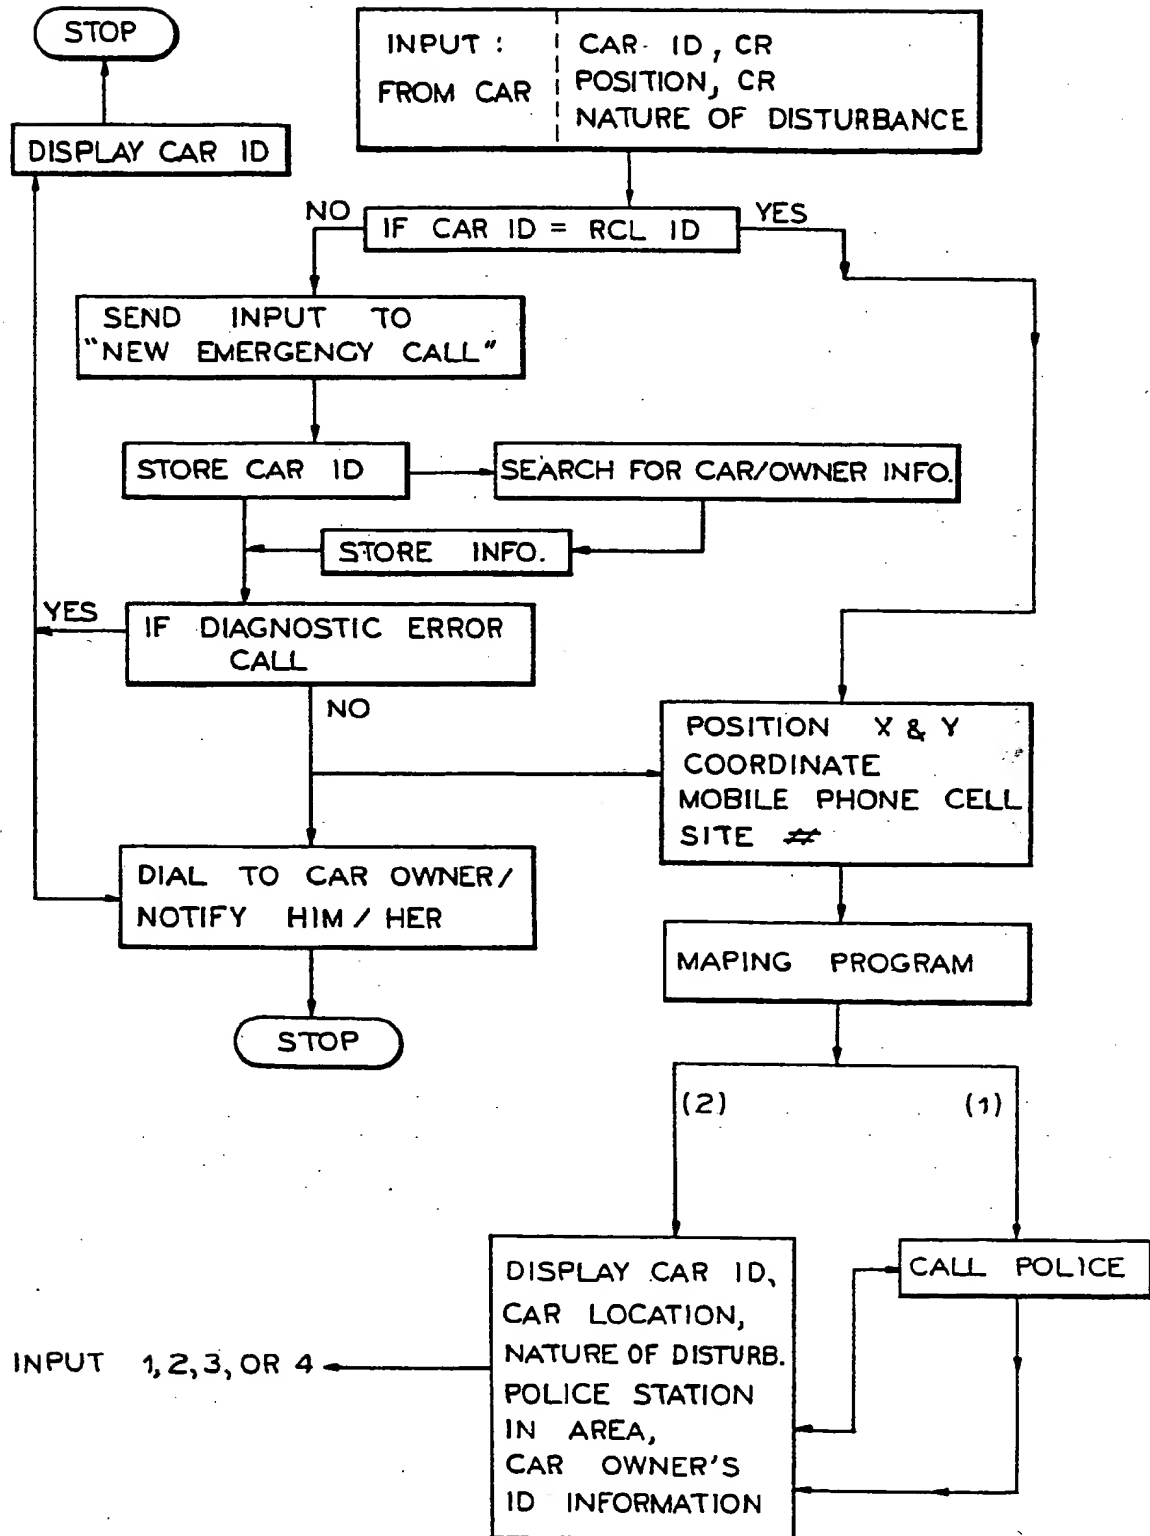 STOP
INPUT :
FROM CAR
CAR ID, CR
POSITION, CR
NATURE OF DISTURBANCE
DISPLAY CAR ID
NO
IF CAR ID = RCL ID
YES
SEND INPUT TO
"NEW EMERGENCY CALL"
STORE CAR ID
SEARCH FOR CAR/OWNER INFO.
STORE INFO.
YES
IF DIAGNOSTIC ERROR
CALL
NO
POSITION X & Y
COORDINATE
MOBILE PHONE CELL
SITE #
DIAL TO CAR OWNER/
NOTIFY HIM / HER
MAPING PROGRAM
STOP
(2)
(1)
DISPLAY CAR ID,
CAR LOCATION,
NATURE OF DISTURB.
POLICE STATION
IN AREA,
CAR OWNER'S
ID INFORMATION
CALL POLICE
INPUT 1,2,3, OR 4